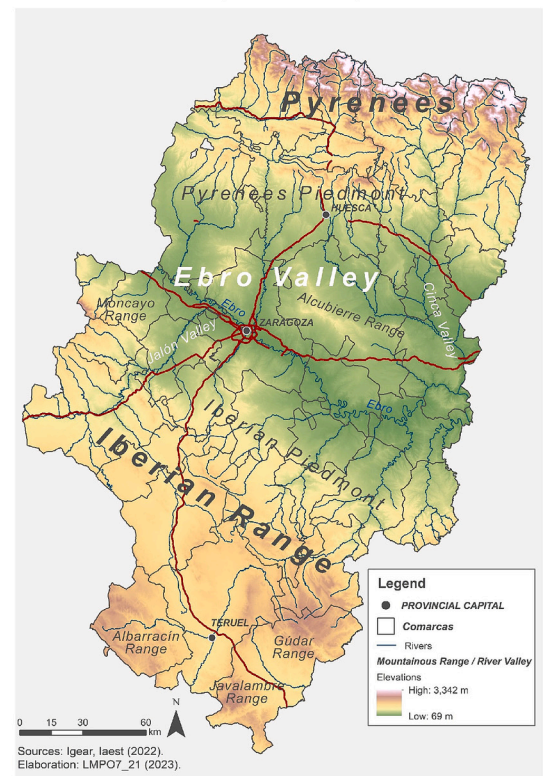 Pyrenees
Pyrenees Piedmont
HUESCA
Ebro Valley
Moncayo
Range
Ebro
Alcubierre Range
Cinca Valley
ZARAGOZA
Jalón Valley
Ebro
Iberian Piedmont
Iberian Range
TERUEL
Albarracín
Range
Gúdar
Range
Javalambre
Range
Legend
PROVINCIAL CAPITAL
Comarcas
Rivers
Mountainous Range / River Valley
Elevations
High: 3,342 m
Low: 69 m
N
0 15 30 60
km
Sources: Igear, Iaest (2022).
Elaboration: LMPO7_21 (2023).